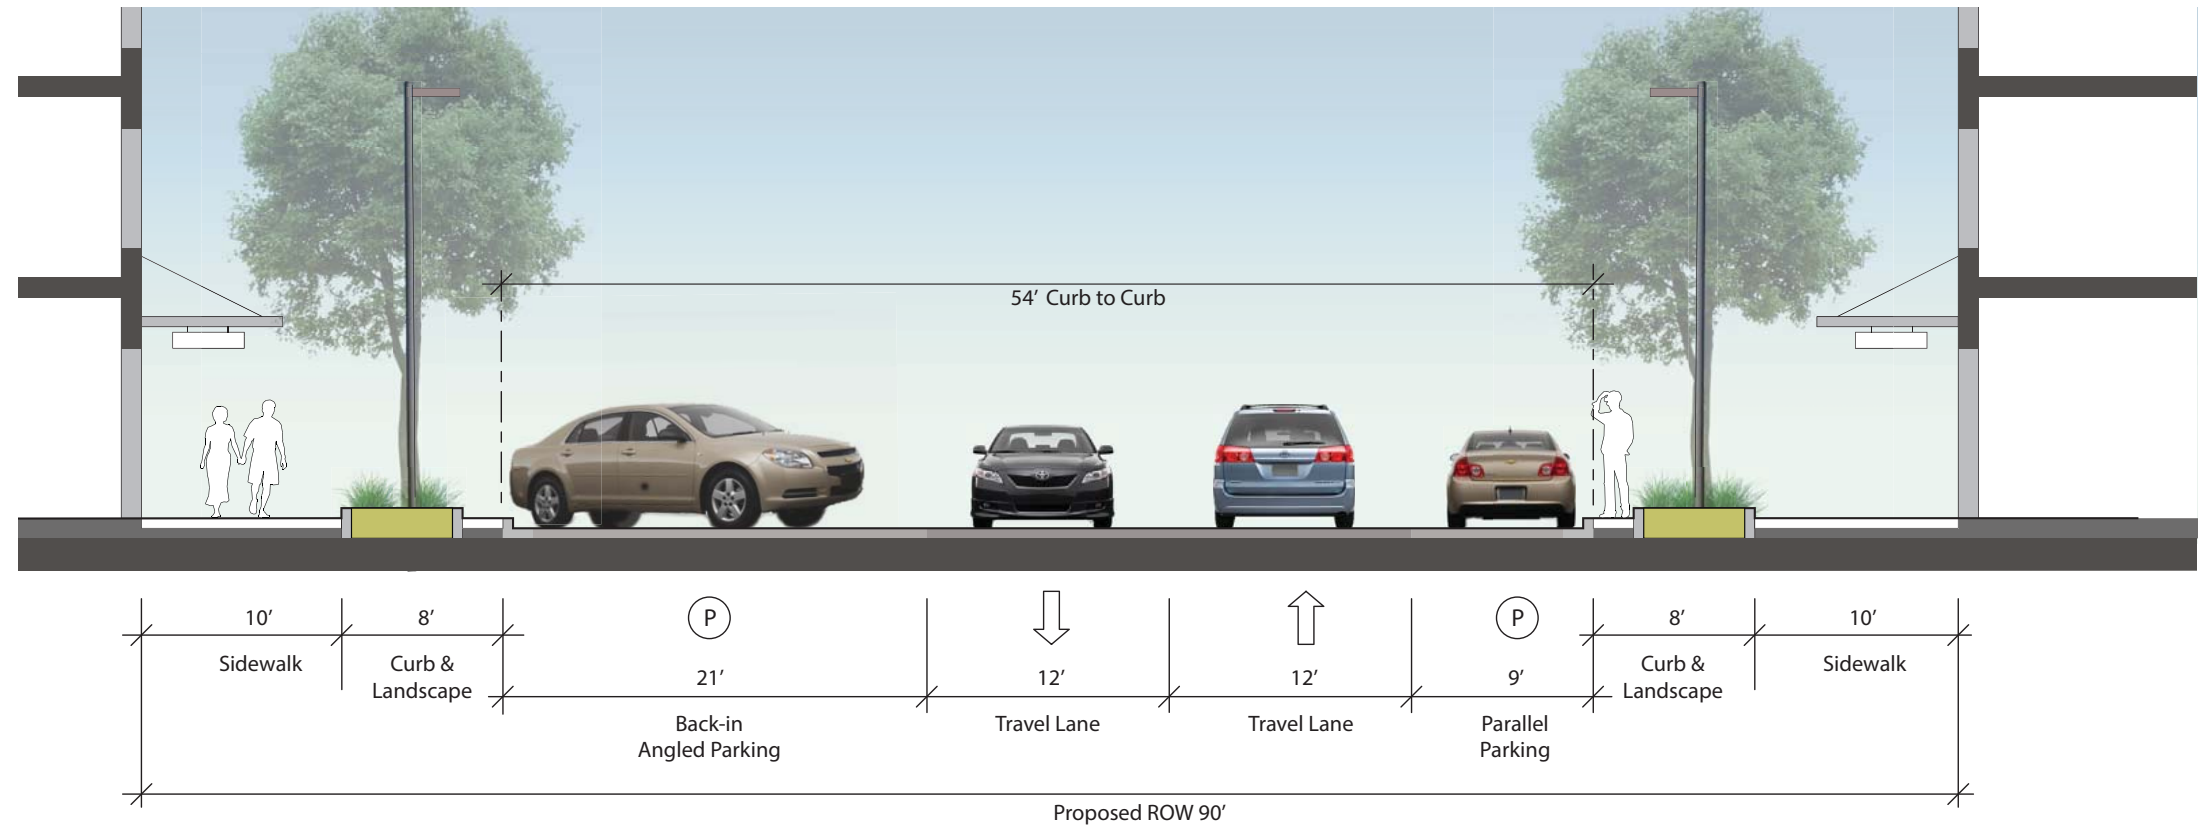 54’ Curb to Curb
P
P
10’
8’
8’
10’
Sidewalk
Curb &
Landscape
21’
12’
12’
9’
Curb &
Landscape
Sidewalk
Back-in
Angled Parking
Travel Lane
Travel Lane
Parallel
Parking
Proposed ROW 90’